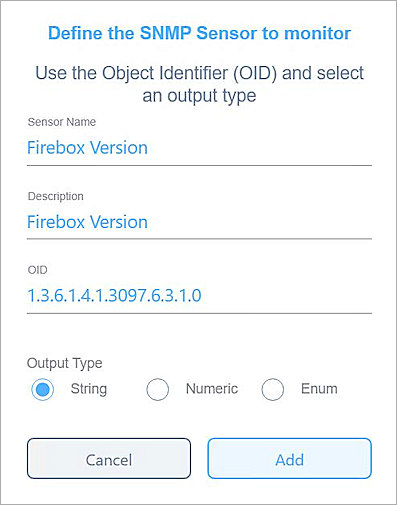 Define the SNMP Sensor to monitor
Use the Object Identifier (OID) and select
an output type
Sensor Name
Firebox Version
Description
Firebox Version
OID
1.3.6.1.4.1.3097.6.3.1.0
Output Type
String Numeric Enum
Cancel Add